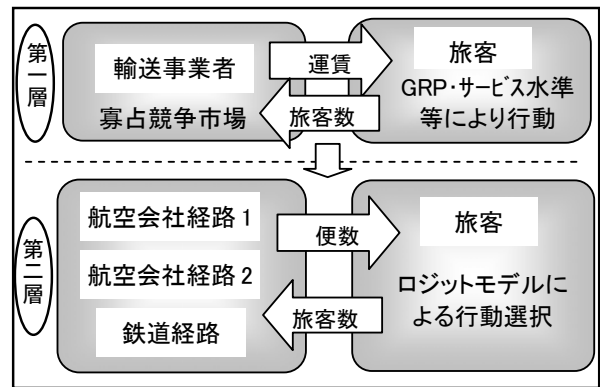 第一層
輸送事業者
寡占競争市場
運賃
旅客数
旅客
GRP・サービス水準
等により行動
第二層
航空会社経路1
航空会社経路2
鉄道経路
便数
旅客数
旅客
ロジットモデルに
よる行動選択